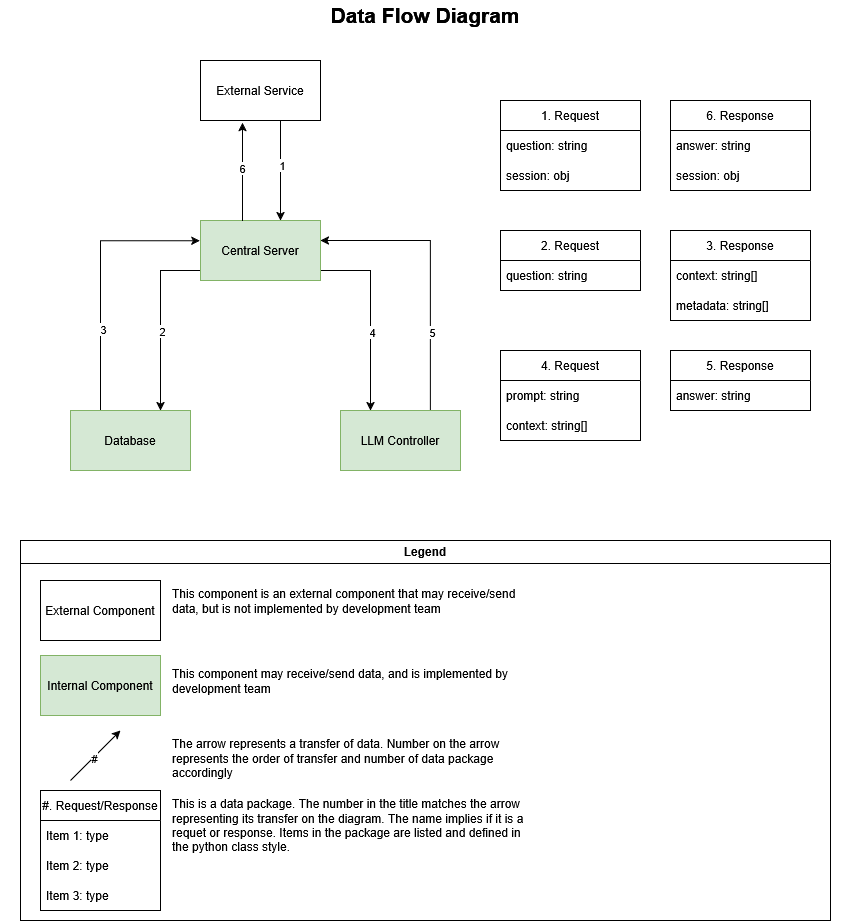 Data Flow Diagram
External Service
6
1
Central Server
3
2
4
5
Database
LLM Controller
1. Request
question: string
session: obj
6. Response
answer: string
session: obj
2. Request
question: string
3. Response
context: string[]
metadata: string[]
4. Request
prompt: string
context: string[]
5. Response
answer: string
Legend
External Component
This component is an external component that may receive/send
data, but is not implemented by development team
Internal Component
This component may receive/send data, and is implemented by
development team
#
The arrow represents a transfer of data. Number on the arrow
represents the order of transfer and number of data package
accordingly
#. Request/Response
Item 1: type
Item 2: type
Item 3: type
This is a data package. The number in the title matches the arrow
representing its transfer on the diagram. The name implies if it is a
requet or response. Items in the package are listed and defined in
the python class style.